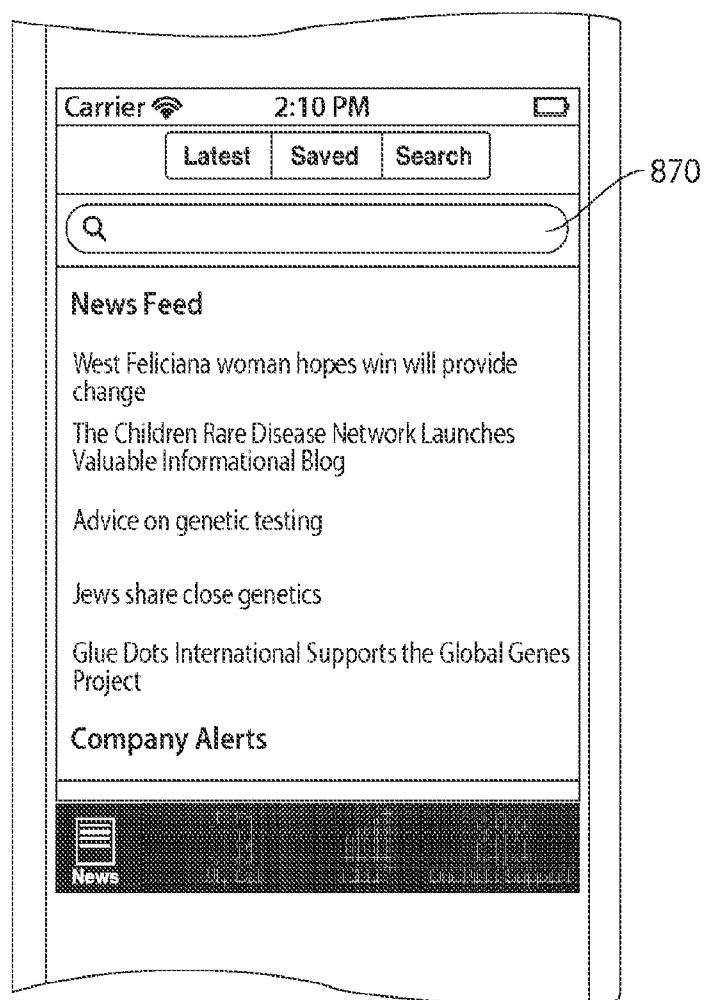 Carrier 2:10 PM
Latest Saved Search
870
News Feed
West Feliciana woman hopes win will provide
change
The Children Rare Disease Network Launches
Valuable Informational Blog
Advice on genetic testing
Jews share close genetics
Glue Dots International Supports the Global Genes
Project
Company Alerts
News